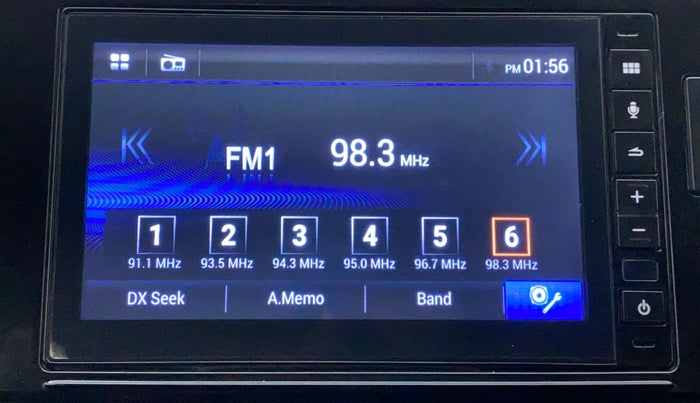 PM 01:56
FM1 98.3 MHz
1 2 3 4 5 6
91.1 MHz 93.5 MHz 94.3 MHz 95.0 MHz 96.7 MHz 98.3 MHz
DX Seek A.Memo Band